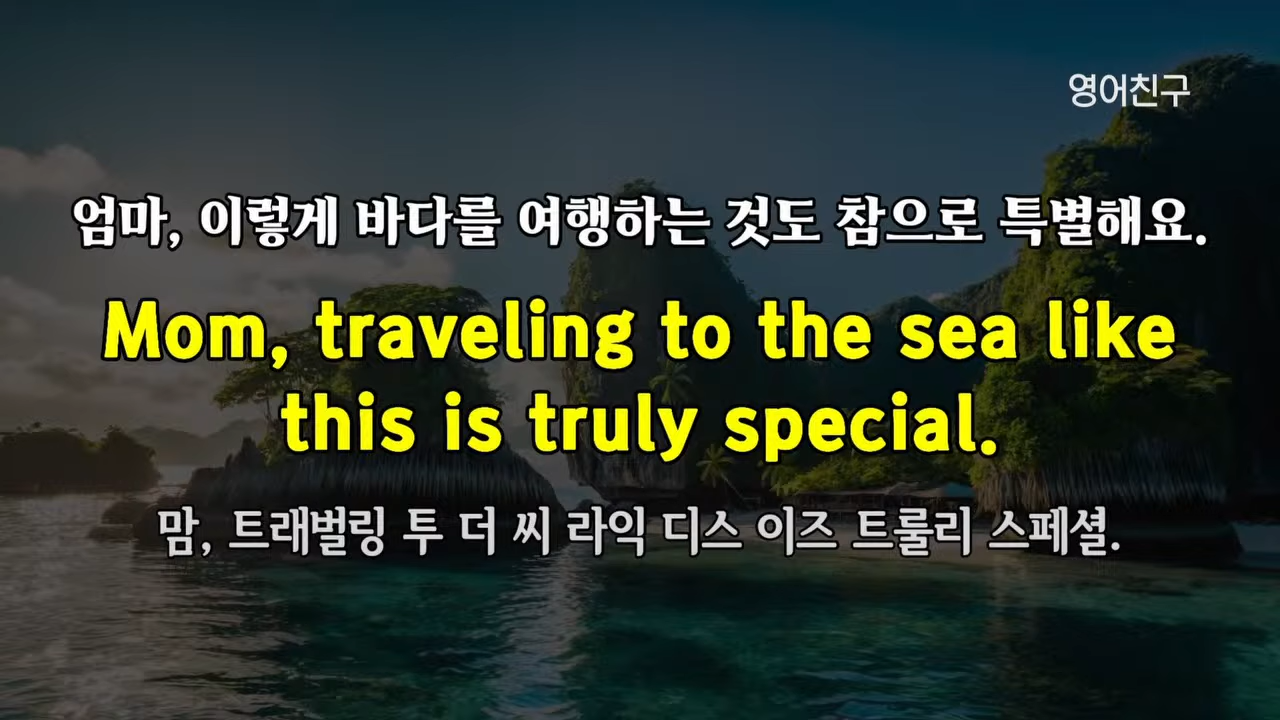 영어친구
엄마, 이렇게 바다를 여행하는 것도 참으로 특별해요.
Mom, traveling to the sea like
this is truly special.
맘, 트래벌링 투 더 씨 라익 디스 이즈 트룰리 스페셜.